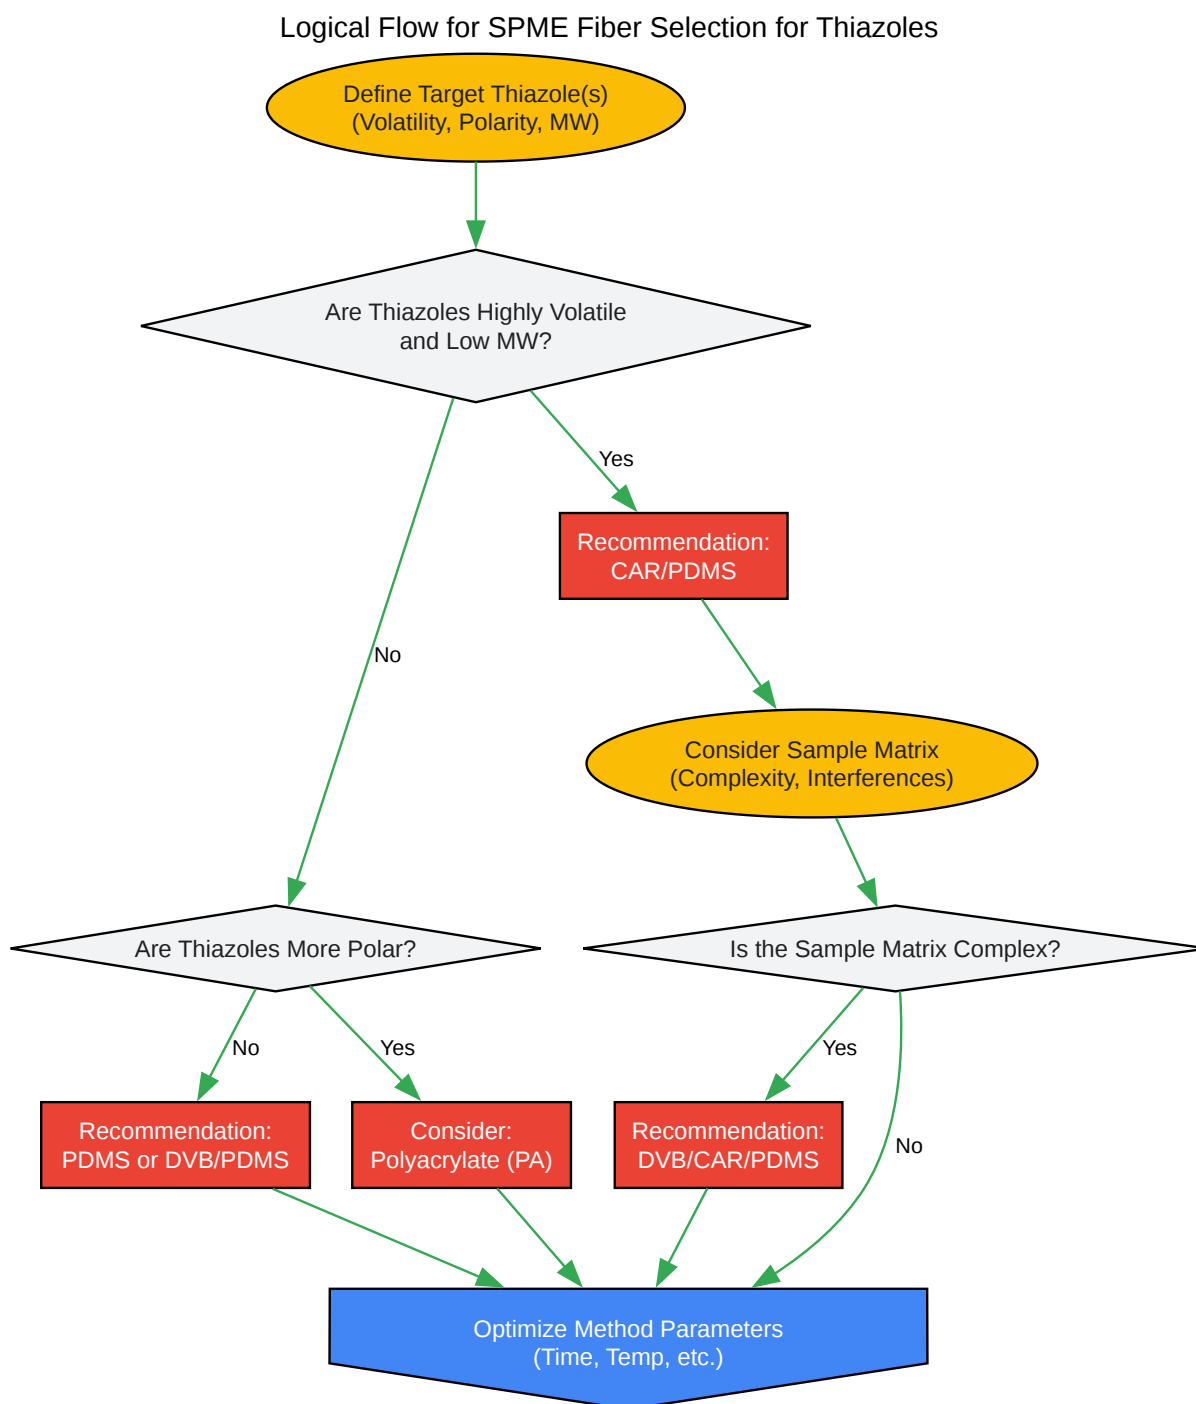 Logical Flow for SPME Fiber Selection for Thiazoles
Define Target Thiazole(s)
(Volatility, Polarity, MW)
Are Thiazoles Highly Volatile
and Low MW?
Yes
Recommendation:
CAR/PDMS
No
Consider Sample Matrix
(Complexity, Interferences)
Are Thiazoles More Polar?
Is the Sample Matrix Complex?
No
Yes
Yes
No
Recommendation:
PDMS or DVB/PDMS
Consider:
Polyacrylate (PA)
Recommendation:
DVB/CAR/PDMS
Optimize Method Parameters
(Time, Temp, etc.)